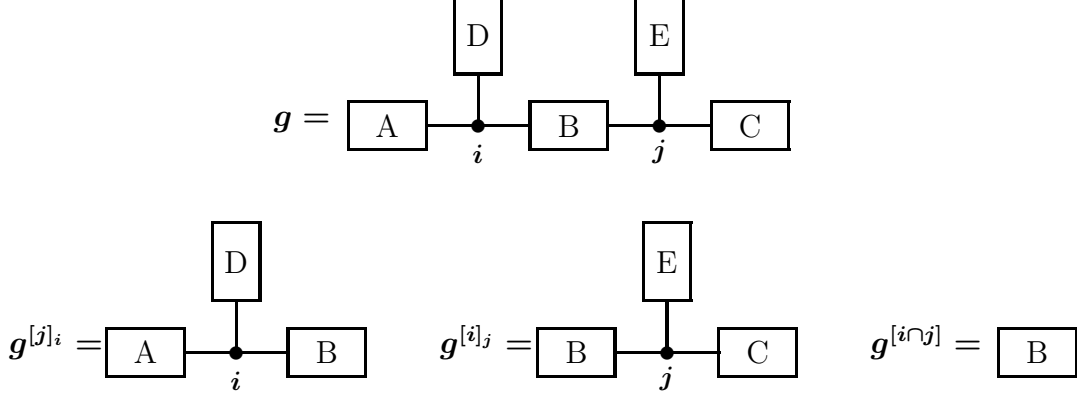 D E
g = A B C
i j
D E
g^{[j]_i} = A B g^{[i]_j} = B C g^{[i∩j]} = B
i j